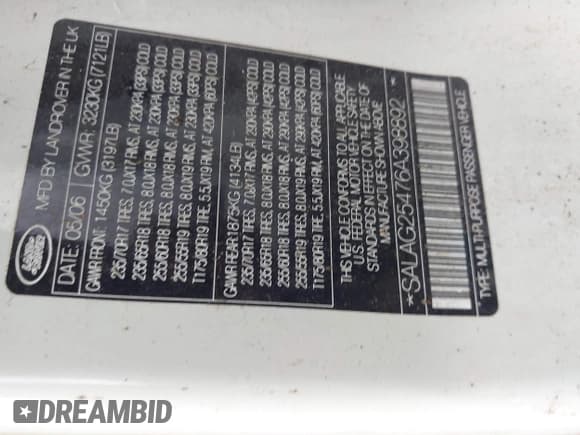 LAND ROVER
MFD BY LANDROVER IN THE UK
DATE: 06/06 GVWR: 3230KG (7121LB)
GAWR FRONT: 1450KG (3197LB)
235/70R17 TIRES, 7.0JX17 RIMS, AT 230KPA (33PSI) COLD
235/65R18 TIRES, 8.0JX18 RIMS, AT 230KPA (33PSI) COLD
255/60R18 TIRES, 8.0JX18 RIMS, AT 230KPA (33PSI) COLD
255/55R19 TIRES, 8.0JX19 RIMS, AT 230KPA (33PSI) COLD
T175/80R19 TIRE, 5.5JX19 RIM, AT 420KPA (60PSI) COLD
GAWR REAR: 1875KG (4134LB)
235/70R17 TIRES, 7.0JX17 RIMS, AT 290KPA (42PSI) COLD
235/65R18 TIRES, 8.0JX18 RIMS, AT 290KPA (42PSI) COLD
255/60R18 TIRES, 8.0JX18 RIMS, AT 290KPA (42PSI) COLD
255/55R19 TIRES, 8.0JX19 RIMS, AT 290KPA (42PSI) COLD
T175/80R19 TIRE, 5.5JX19 RIM, AT 420KPA (60PSI) COLD
THIS VEHICLE CONFORMS TO ALL APPLICABLE
U.S. FEDERAL MOTOR VEHICLE SAFETY
STANDARDS IN EFFECT ON THE DATE OF
MANUFACTURE SHOWN ABOVE
*SALAG25476A398692*
TYPE: MULTI-PURPOSE PASSENGER VEHICLE
DREAMBID